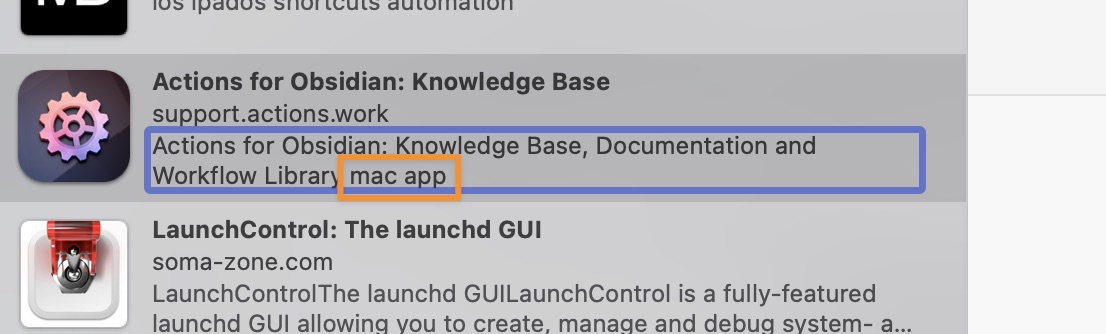 ios ipados shortcuts automation
Actions for Obsidian: Knowledge Base
support.actions.work
Actions for Obsidian: Knowledge Base, Documentation and
Workflow Library mac app
LaunchControl: The launchd GUI
soma-zone.com
LaunchControlThe launchd GUILaunchControl is a fully-featured
launchd GUI allowing you to create, manage and debug system- a...